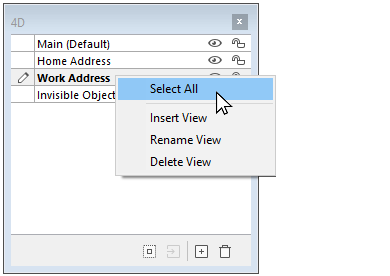 4D
Main (Default)
Home Address
Work Address
Invisible Object
Select All
Insert View
Rename View
Delete View